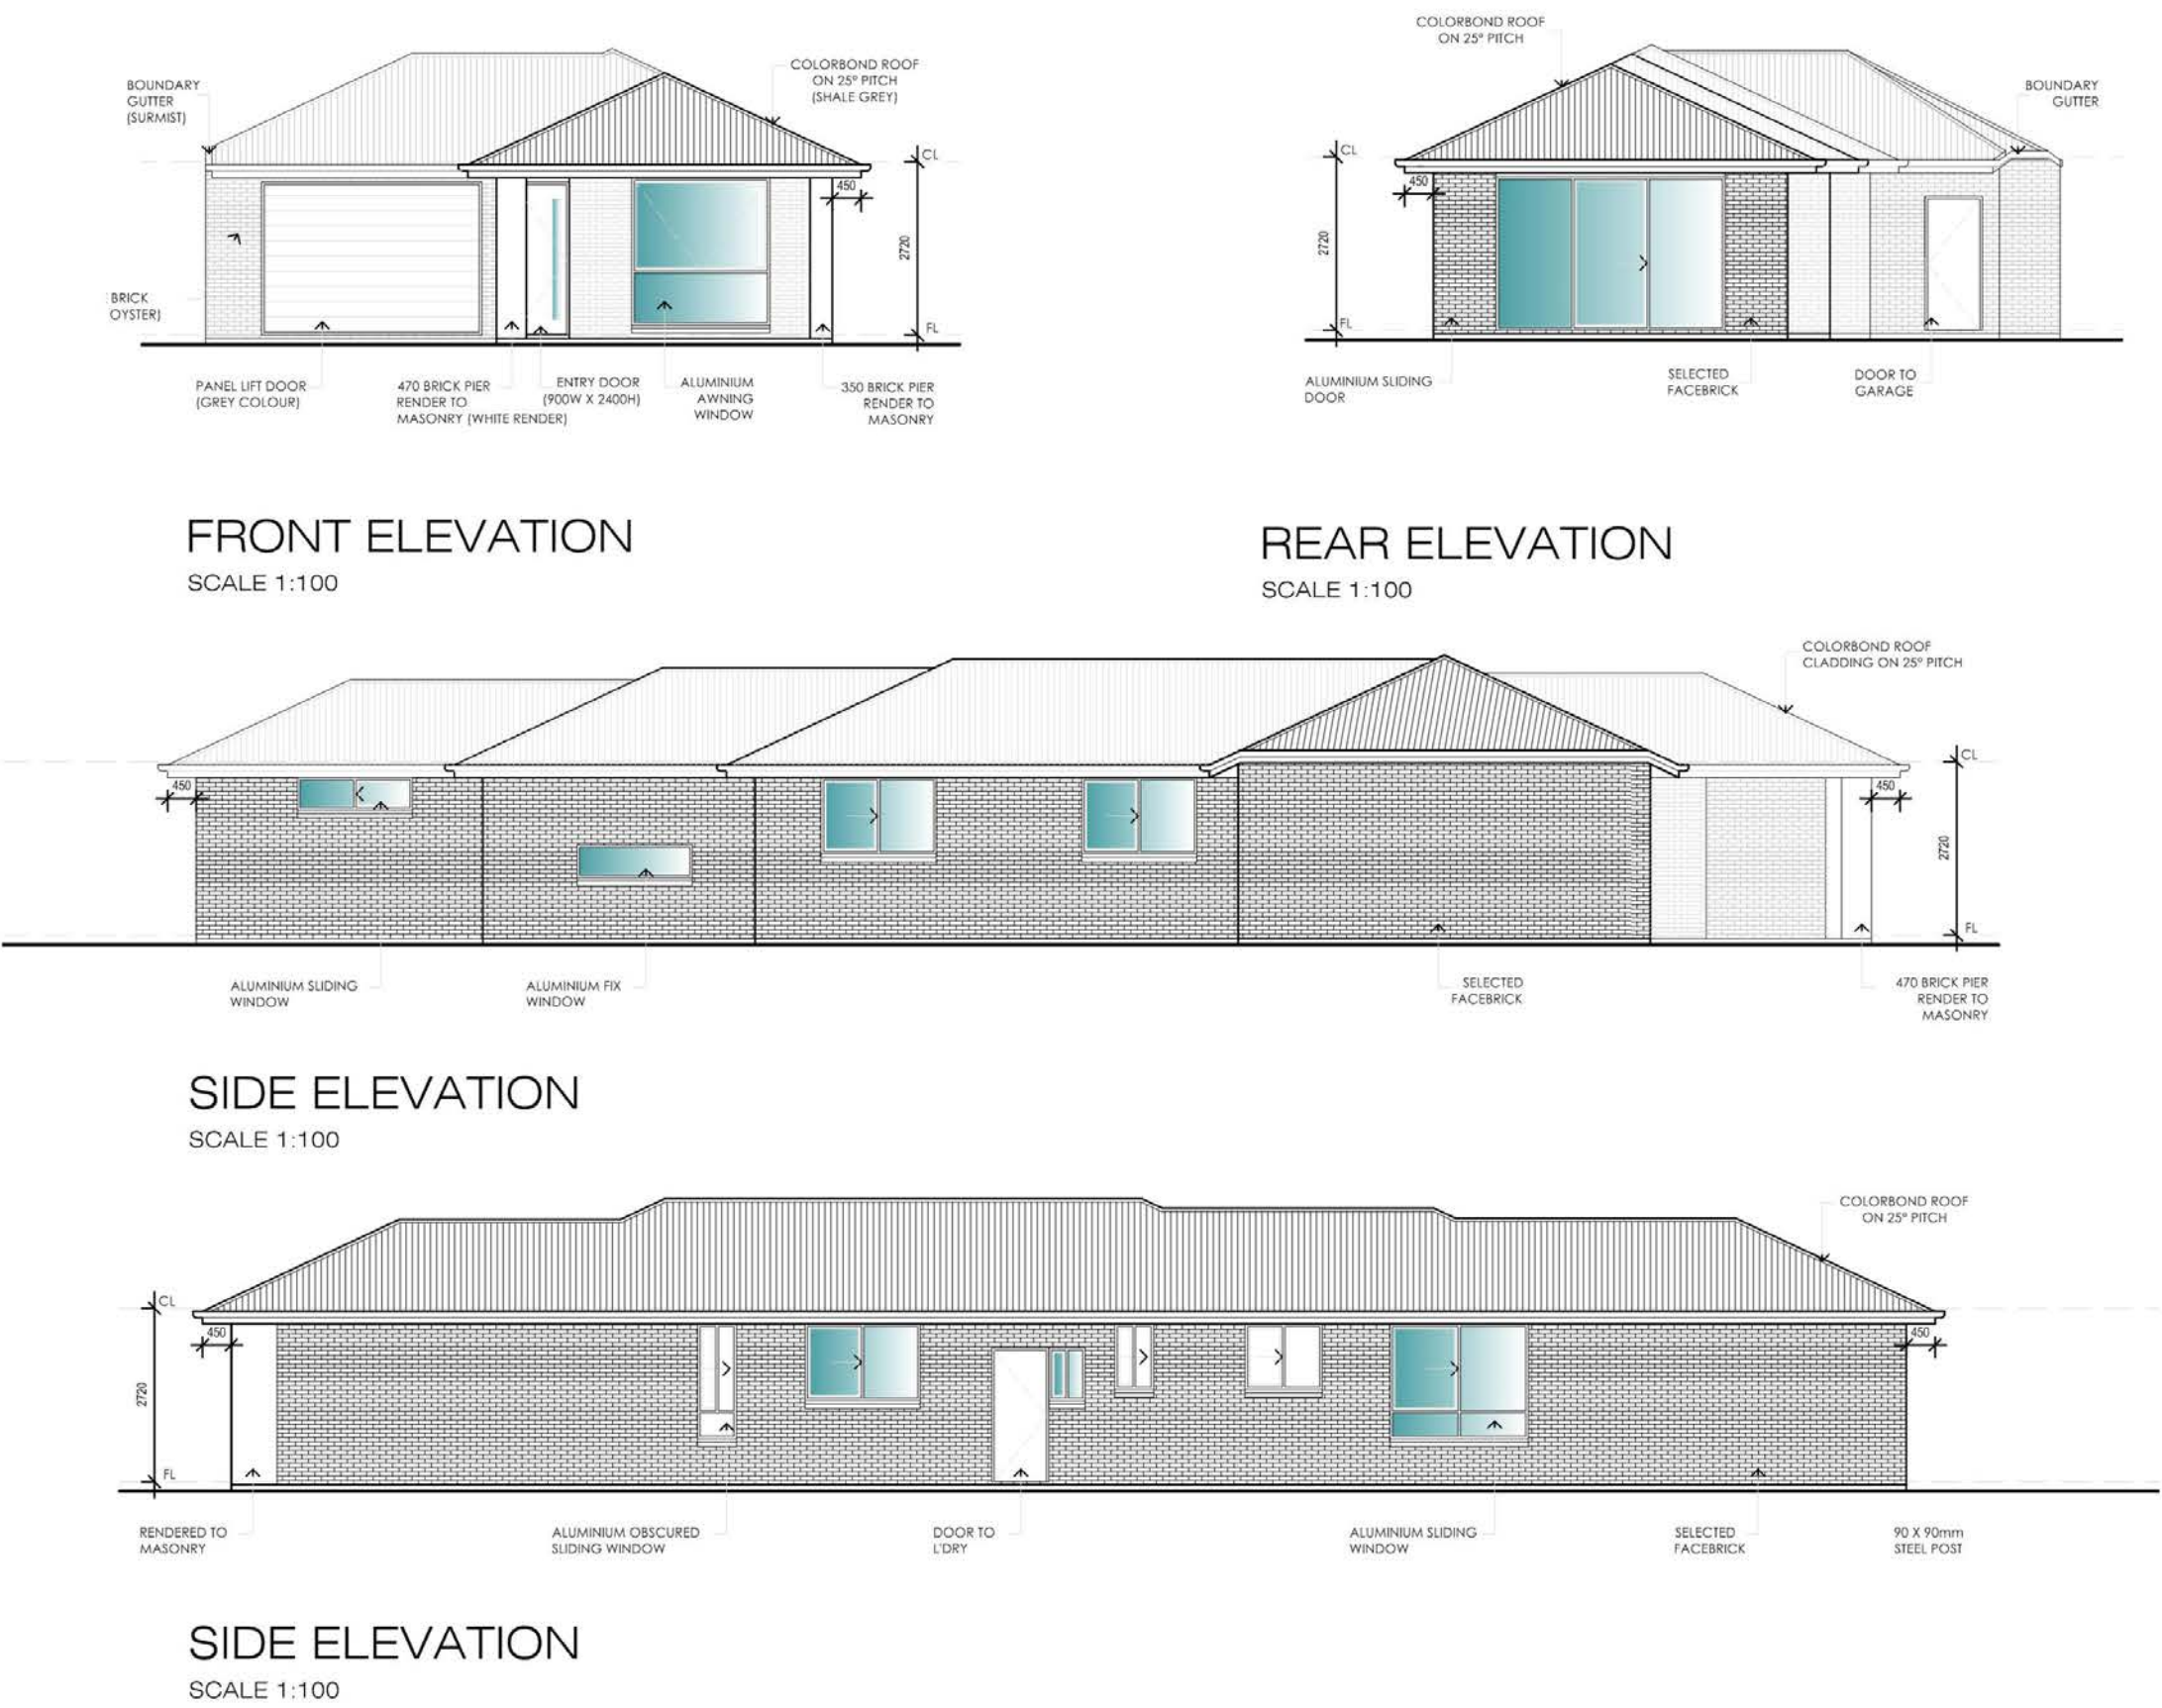 BOUNDARY
GUTTER
(SURMIST)
COLORBOND ROOF
ON 25° PITCH
(SHALE GREY)
CL
450
2720
FL
BRICK
OYSTER)
PANEL LIFT DOOR
(GREY COLOUR)
470 BRICK PIER
RENDER TO
MASONRY (WHITE RENDER)
ENTRY DOOR
(900W X 2400H)
ALUMINIUM
AWNING
WINDOW
350 BRICK PIER
RENDER TO
MASONRY
FRONT ELEVATION
SCALE 1:100
COLORBOND ROOF
ON 25° PITCH
BOUNDARY
GUTTER
CL
450
2720
FL
ALUMINIUM SLIDING
DOOR
SELECTED
FACEBRICK
DOOR TO
GARAGE
REAR ELEVATION
SCALE 1:100
COLORBOND ROOF
CLADDING ON 25° PITCH
CL
450
450
2720
FL
ALUMINIUM SLIDING
WINDOW
ALUMINIUM FIX
WINDOW
SELECTED
FACEBRICK
470 BRICK PIER
RENDER TO
MASONRY
SIDE ELEVATION
SCALE 1:100
COLORBOND ROOF
ON 25° PITCH
CL
450
450
2720
FL
RENDERED TO
MASONRY
ALUMINIUM OBSCURED
SLIDING WINDOW
DOOR TO
L'DRY
ALUMINIUM SLIDING
WINDOW
SELECTED
FACEBRICK
90 X 90mm
STEEL POST
SIDE ELEVATION
SCALE 1:100